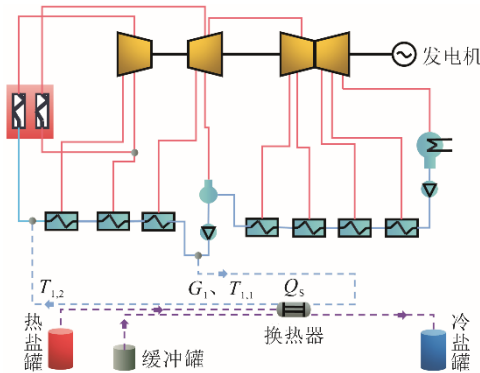 发电机
T1,2
G1、T1,1
QS
热盐罐
缓冲罐
换热器
冷盐罐